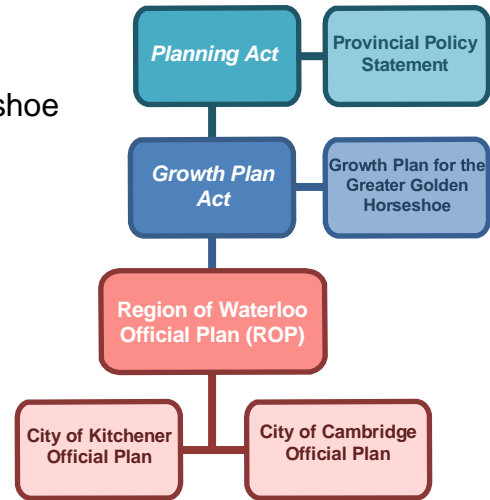 Planning Act
Provincial Policy
Statement
shoe
Growth Plan
Act
Growth Plan for the
Greater Golden
Horseshoe
Region of Waterloo
Official Plan (ROP)
City of Kitchener
Official Plan
City of Cambridge
Official Plan